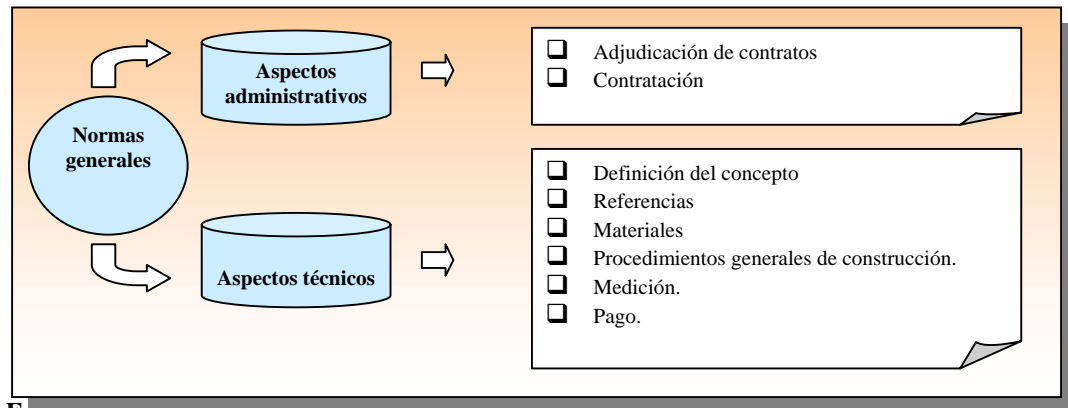 Normas
generales
Aspectos
administrativos
Adjudicación de contratos
Contratación
Aspectos técnicos
Definición del concepto
Referencias
Materiales
Procedimientos generales de construcción.
Medición.
Pago.